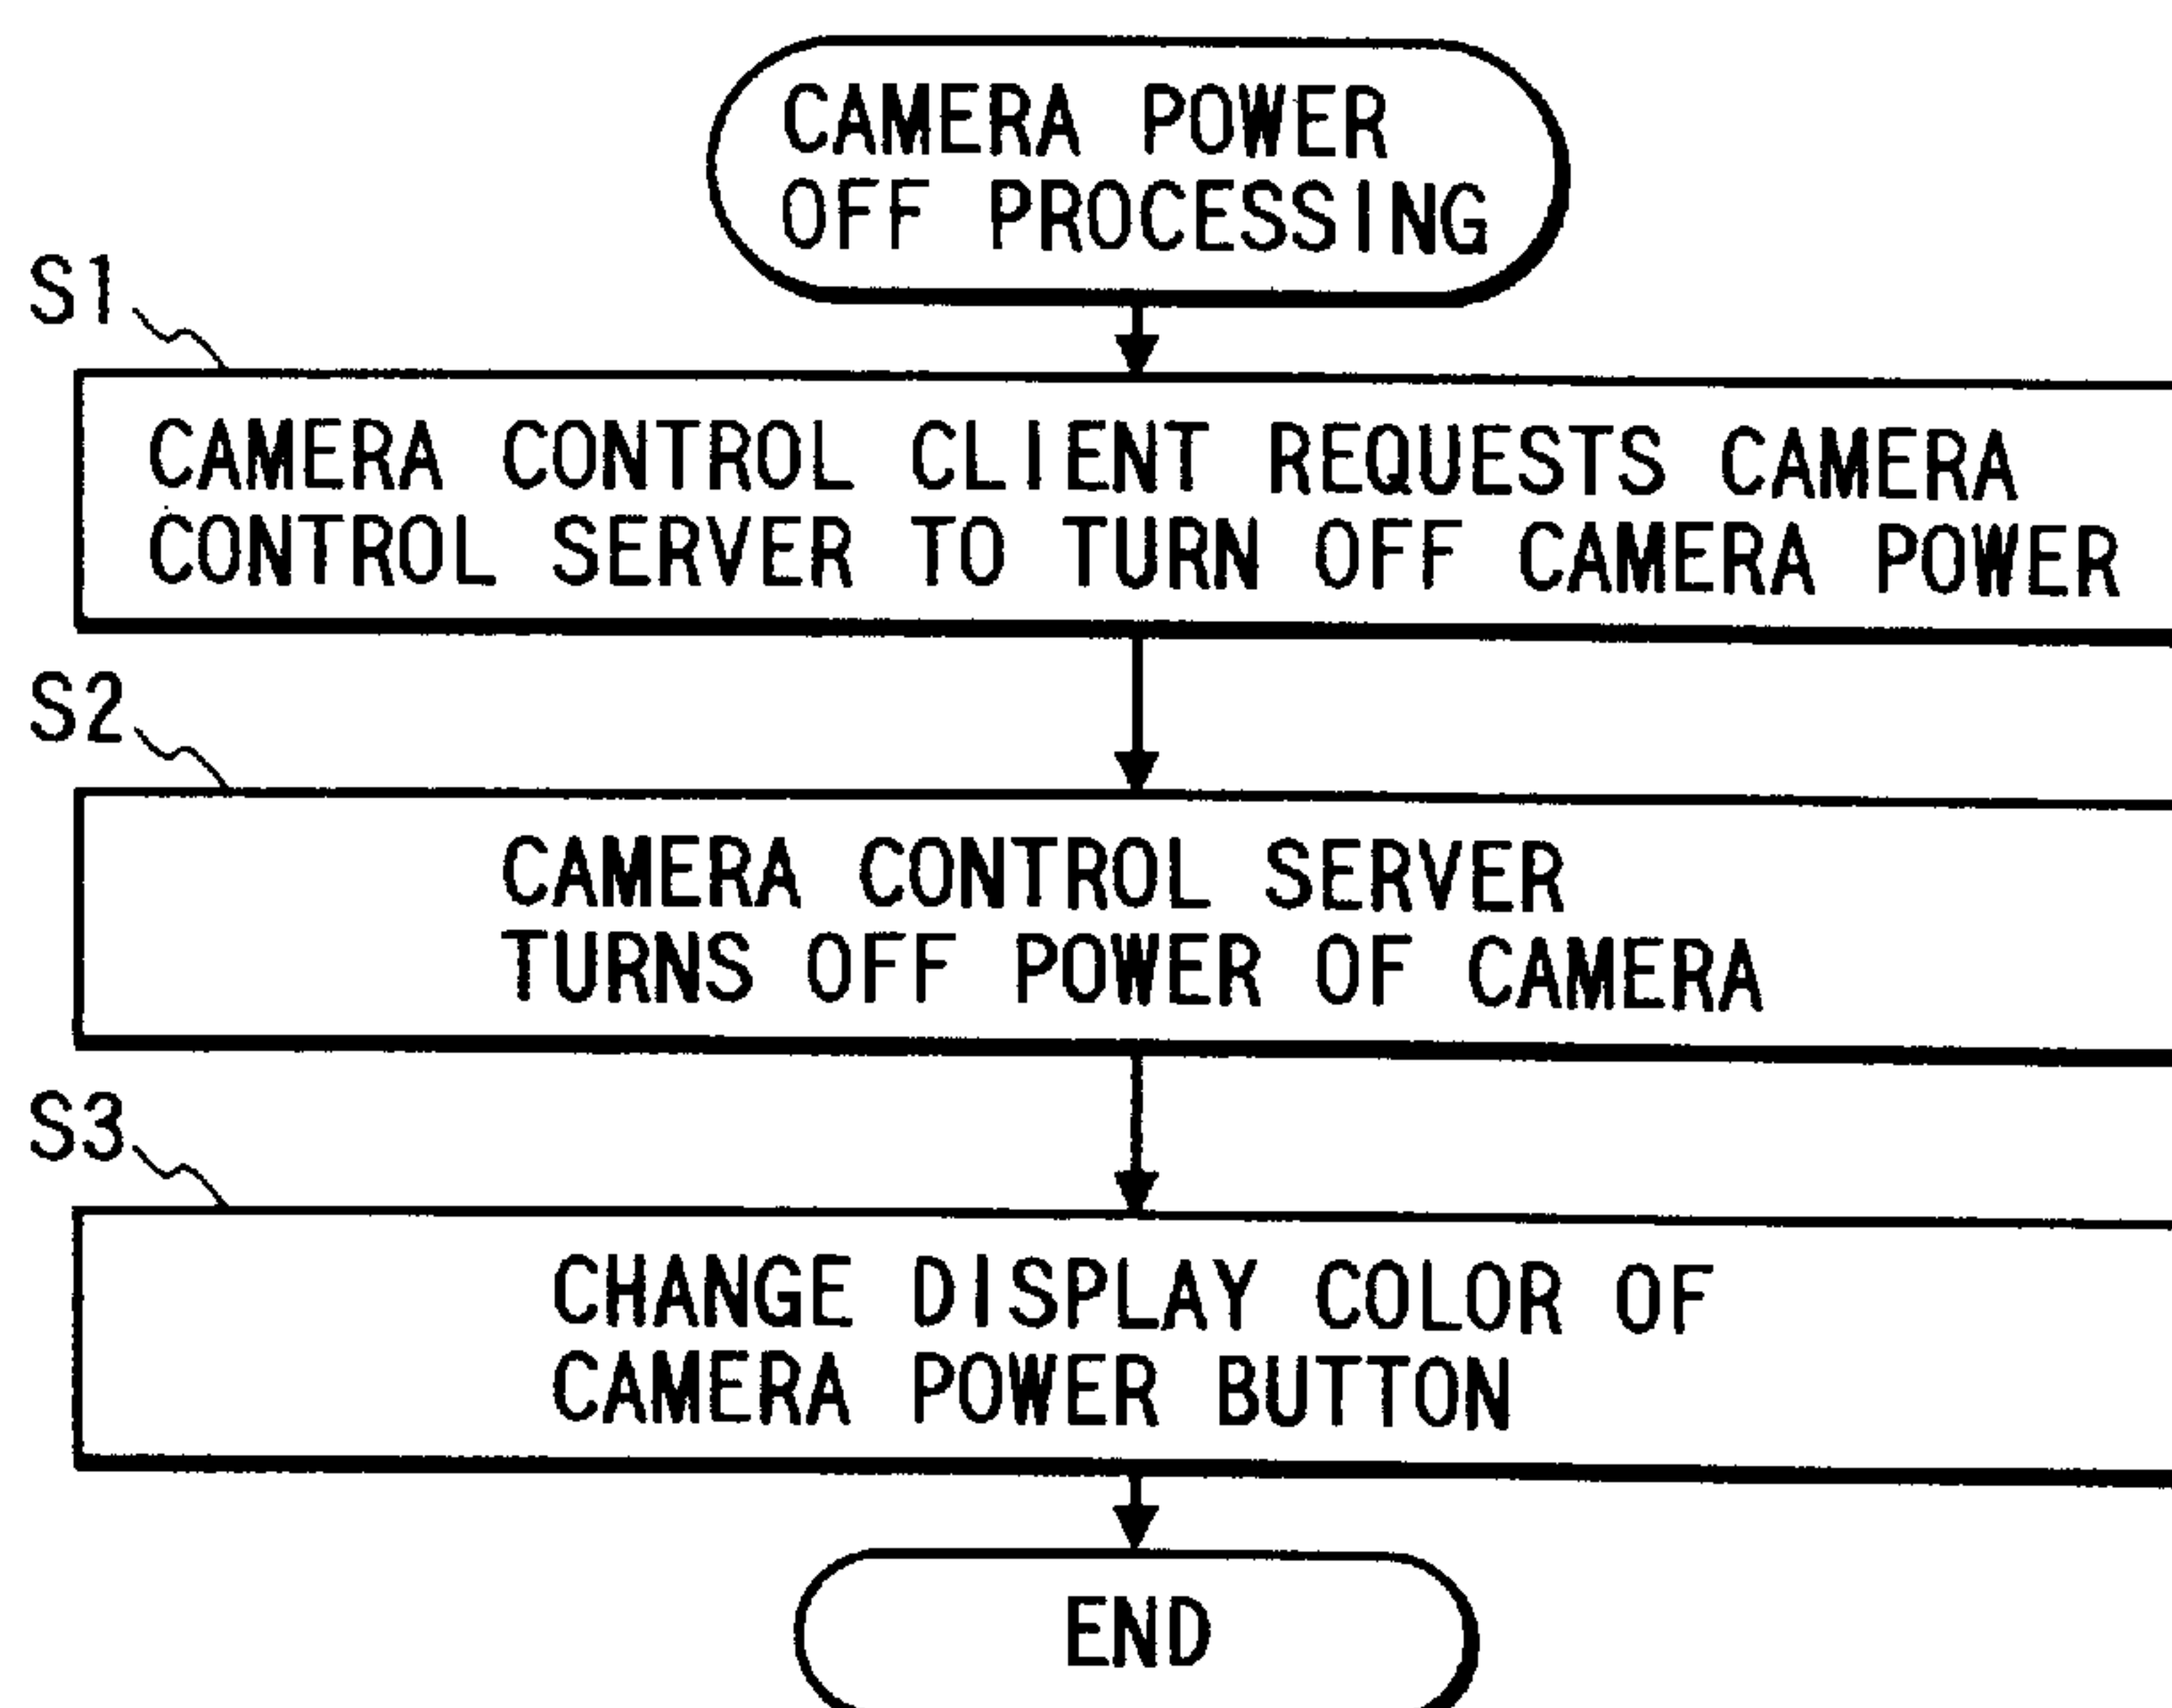 CAMERA POWER
OFF PROCESSING
S1
CAMERA CONTROL CLIENT REQUESTS CAMERA
CONTROL SERVER TO TURN OFF CAMERA POWER
S2
CAMERA CONTROL SERVER
TURNS OFF POWER OF CAMERA
S3
CHANGE DISPLAY COLOR OF
CAMERA POWER BUTTON
END